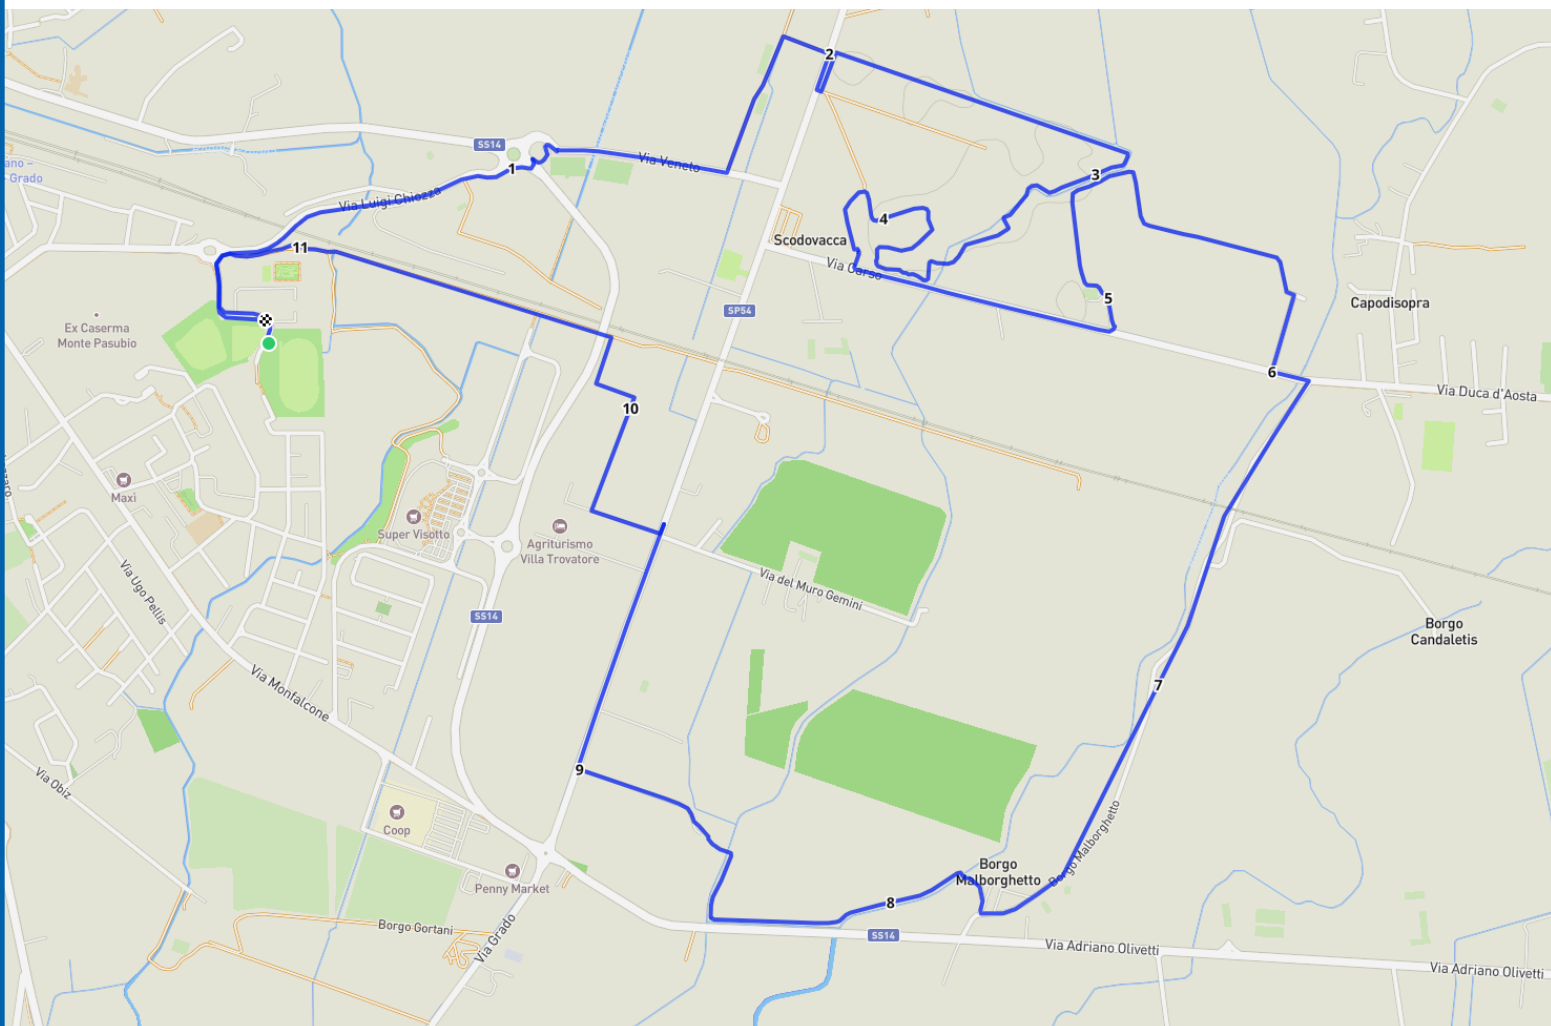 2
SS14
1
Via Veneto
3
ano –
Grado
Via Luigi Chiozza
4
11
Scodovacca
Via Carso
5
Capodisopra
SP54
Ex Caserma
Monte Pasubio
6
Via Duca d'Aosta
10
Maxì
Super Visotto
Agriturismo
Villa Trovatore
Via del Muro Gemini
Via Ugo Pellis
SS14
Borgo
Candaletis
7
Via Monfalcone
9
Via Obiz
Coop
Borgo Malborghetto
Borgo
Malborghetto
Penny Market
8
Borgo Gortani
Via Grado
SS14
Via Adriano Olivetti
Via Adriano Olivetti